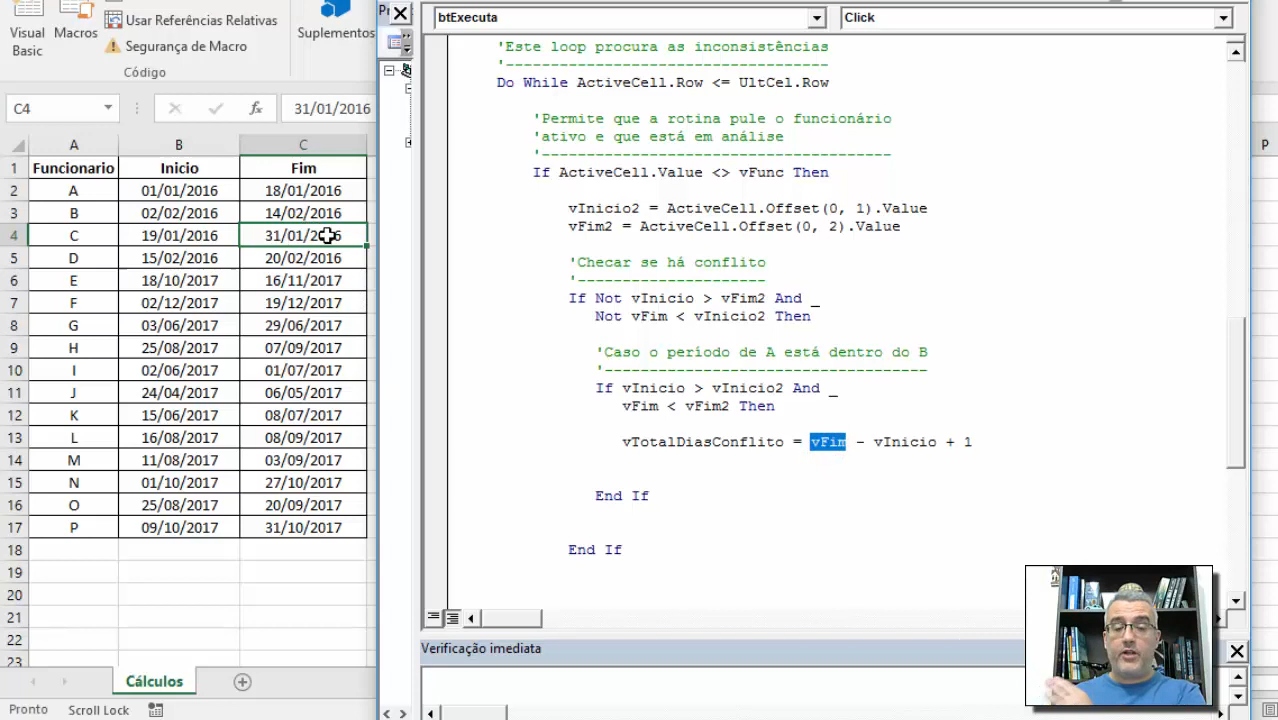 Visual
Basic
Macros
Usar Referências Relativas
Segurança de Macro
Suplementos
Código
C4
fx
31/01/2016
A B C
1 Funcionario Inicio Fim
2 A 01/01/2016 18/01/2016
3 B 02/02/2016 14/02/2016
4 C 19/01/2016 31/01/2016
5 D 15/02/2016 20/02/2016
6 E 18/10/2017 16/11/2017
7 F 02/12/2017 19/12/2017
8 G 03/06/2017 29/06/2017
9 H 25/08/2017 07/09/2017
10 I 02/06/2017 01/07/2017
11 J 24/04/2017 06/05/2017
12 K 15/06/2017 08/07/2017
13 L 16/08/2017 08/09/2017
14 M 11/08/2017 03/09/2017
15 N 01/10/2017 27/10/2017
16 O 25/08/2017 20/09/2017
17 P 09/10/2017 31/10/2017
18
19
20
21
22
23
Cálculos
Pronto Scroll Lock
btExecuta
Click
'Este loop procura as inconsistências
'-------------------------------------
Do While ActiveCell.Row <= UltCel.Row
'Permite que a rotina pule o funcionário
'ativo e que está em análise
'---------------------------------------
If ActiveCell.Value <> vFunc Then
vInicio2 = ActiveCell.Offset(0, 1).Value
vFim2 = ActiveCell.Offset(0, 2).Value
'Checar se há conflito
'---------------------
If Not vInicio > vFim2 And _
Not vFim < vInicio2 Then
'Caso o período de A está dentro do B
'------------------------------------
If vInicio > vInicio2 And _
vFim < vFim2 Then
vTotalDiasConflito = vFim - vInicio + 1
End If
End If
Verificação imediata
P